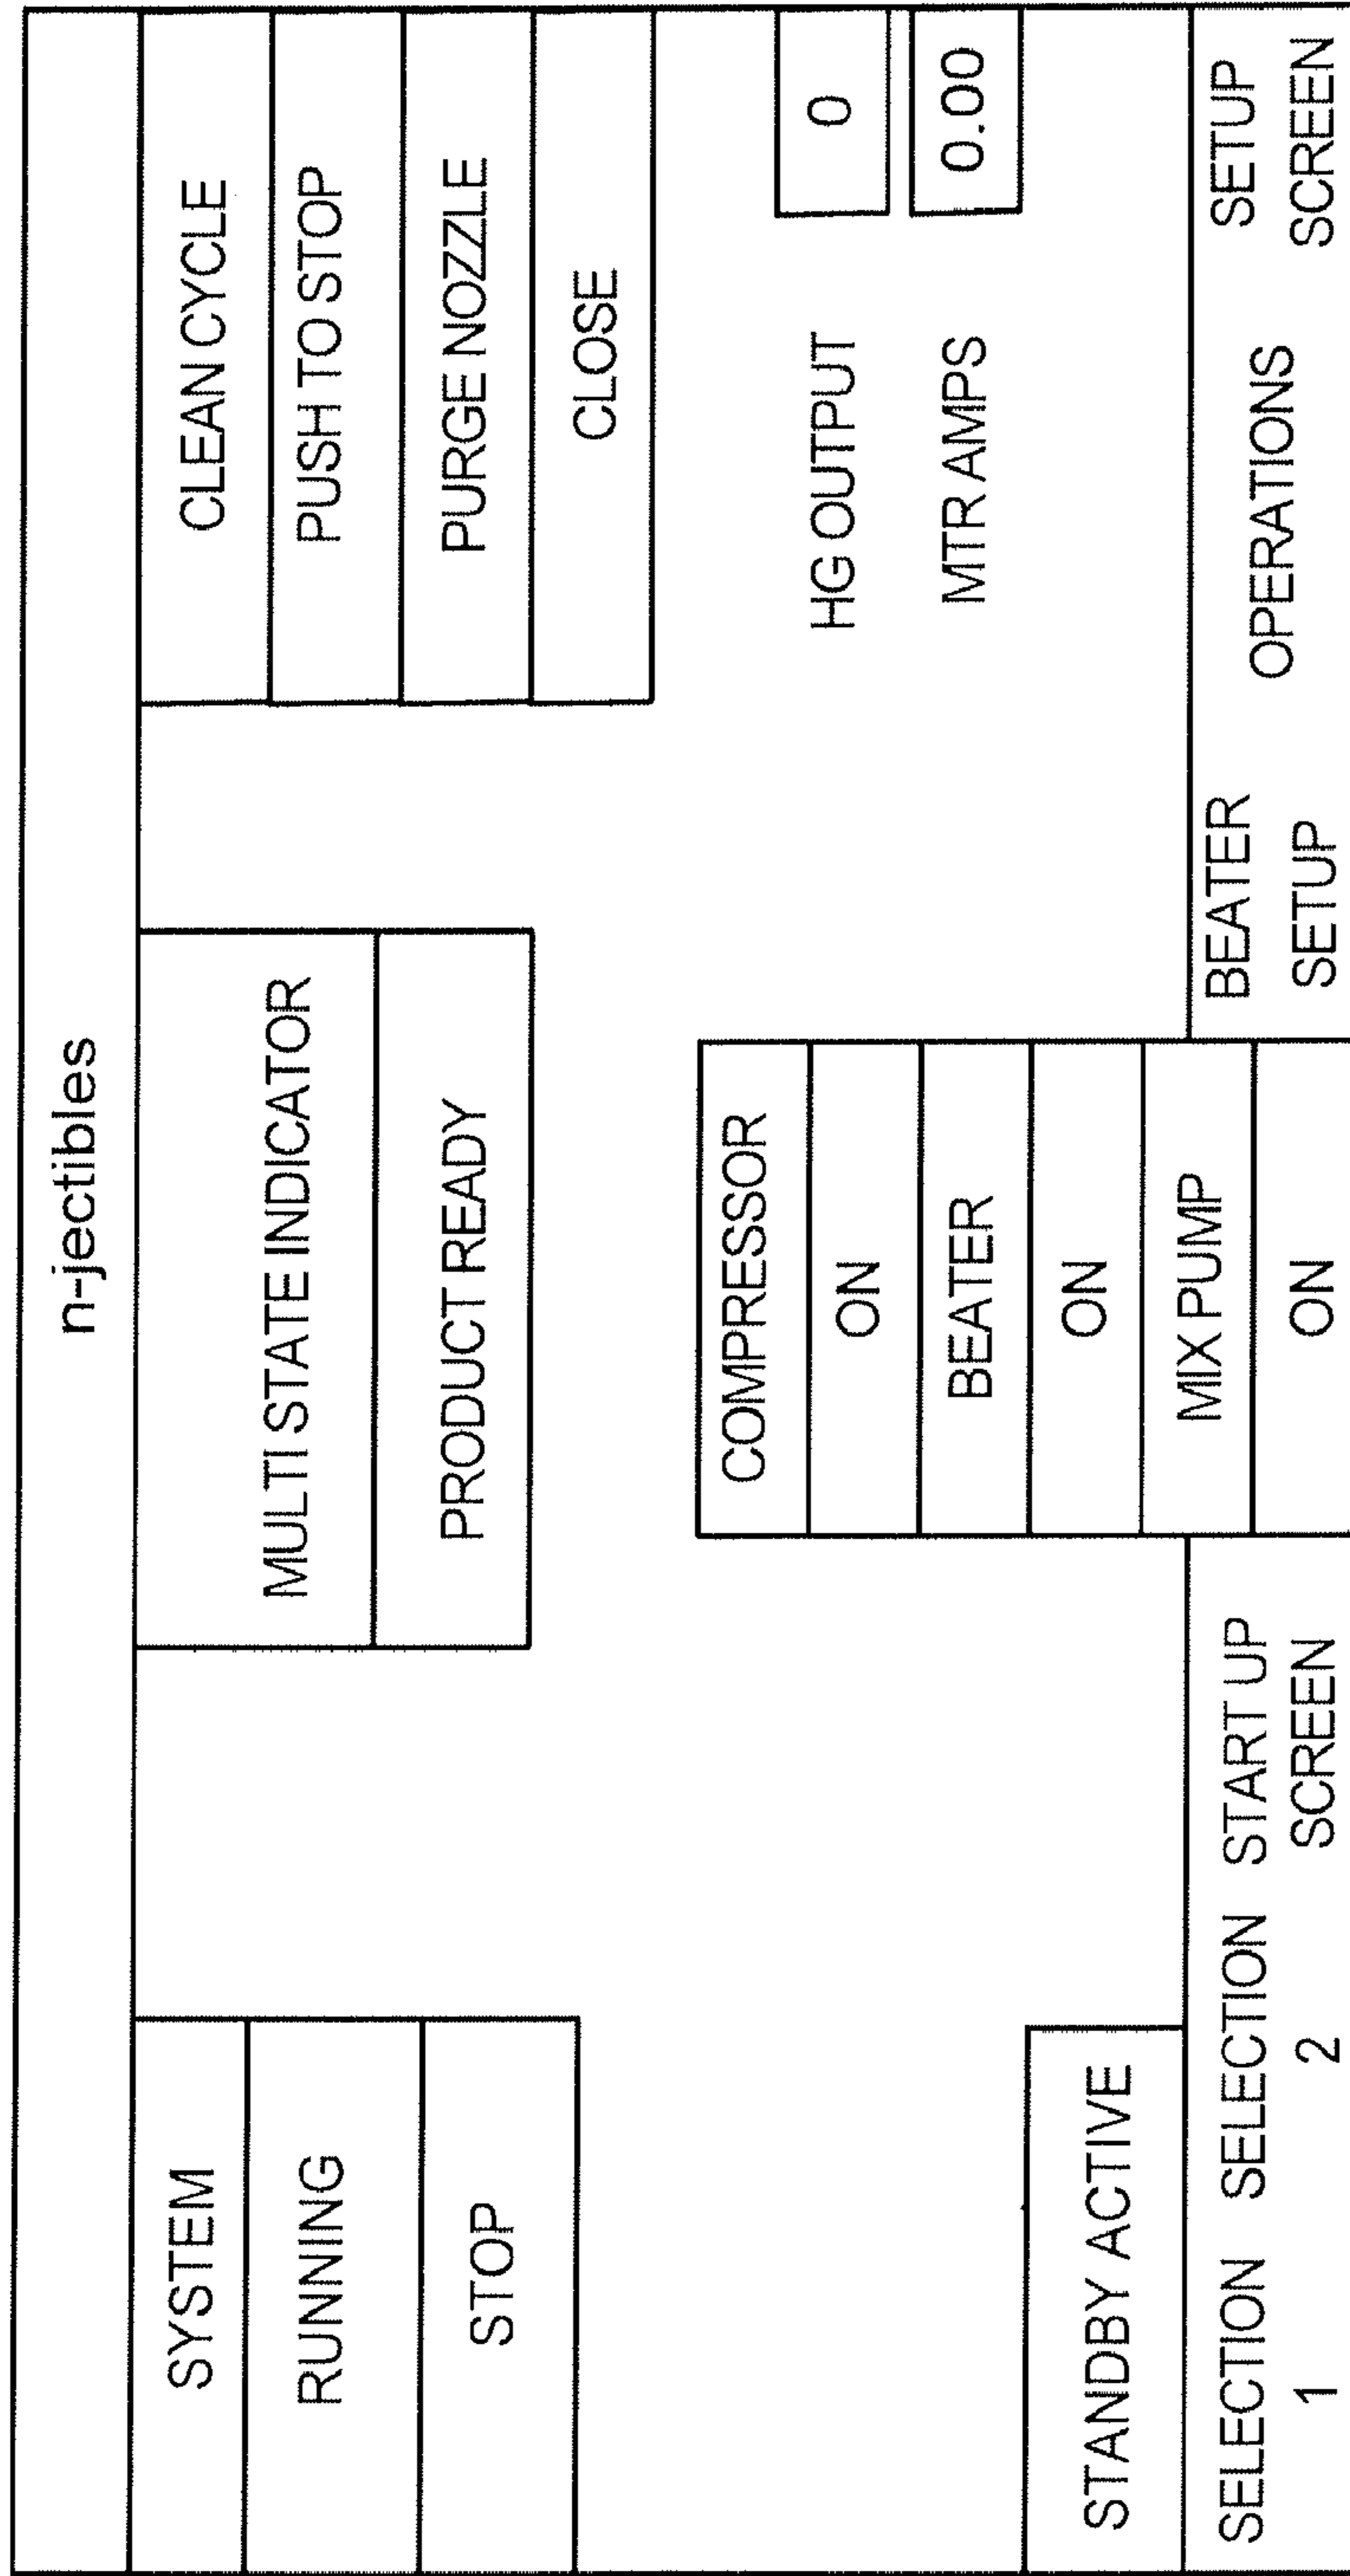 n-jectibles
SYSTEM
RUNNING
STOP
MULTI STATE INDICATOR
PRODUCT READY
CLEAN CYCLE
PUSH TO STOP
PURGE NOZZLE
CLOSE
COMPRESSOR
ON
BEATER
ON
MIX PUMP
ON
HG OUTPUT 0
MTR AMPS 0.00
STANDBY ACTIVE
SELECTION
1
SELECTION
2
START UP
SCREEN
BEATER
SETUP
OPERATIONS
SETUP
SCREEN